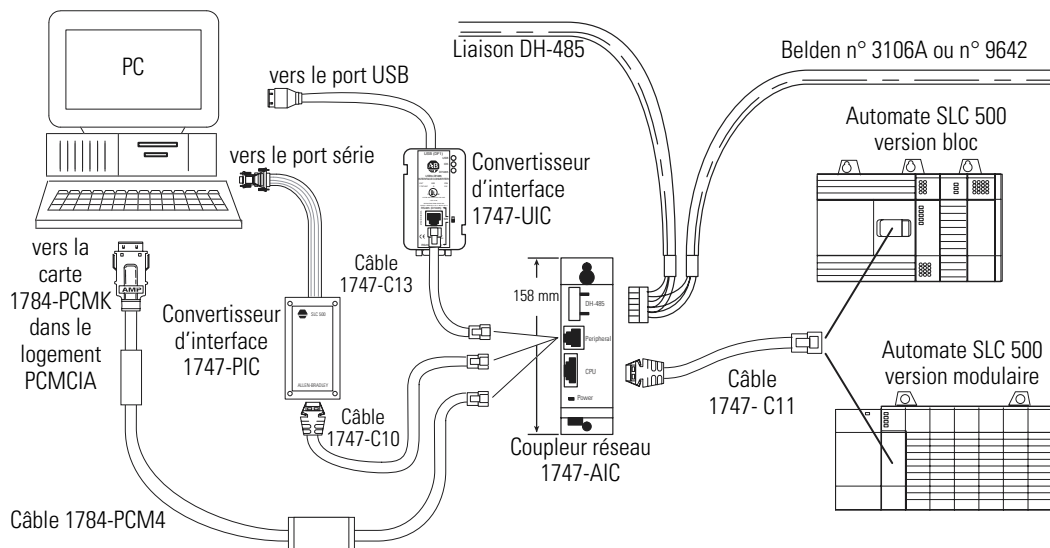 PC
vers le port USB
Liaison DH-485
Belden n° 3106A ou n° 9642
Automate SLC 500
version bloc
vers le port série
Convertisseur
d'interface
1747-UIC
vers la
carte
1784-PCMK
dans le
logement
PCMCIA
AMP
Câble
1747-C13
Convertisseur
d'interface
1747-PIC
SLC 500
ALLEN BRADLEY
158 mm
DH-485
Peripheral
CPU
Power
Câble
1747-C10
Coupleur réseau
1747-AIC
Câble
1747- C11
Automate SLC 500
version modulaire
Câble 1784-PCM4